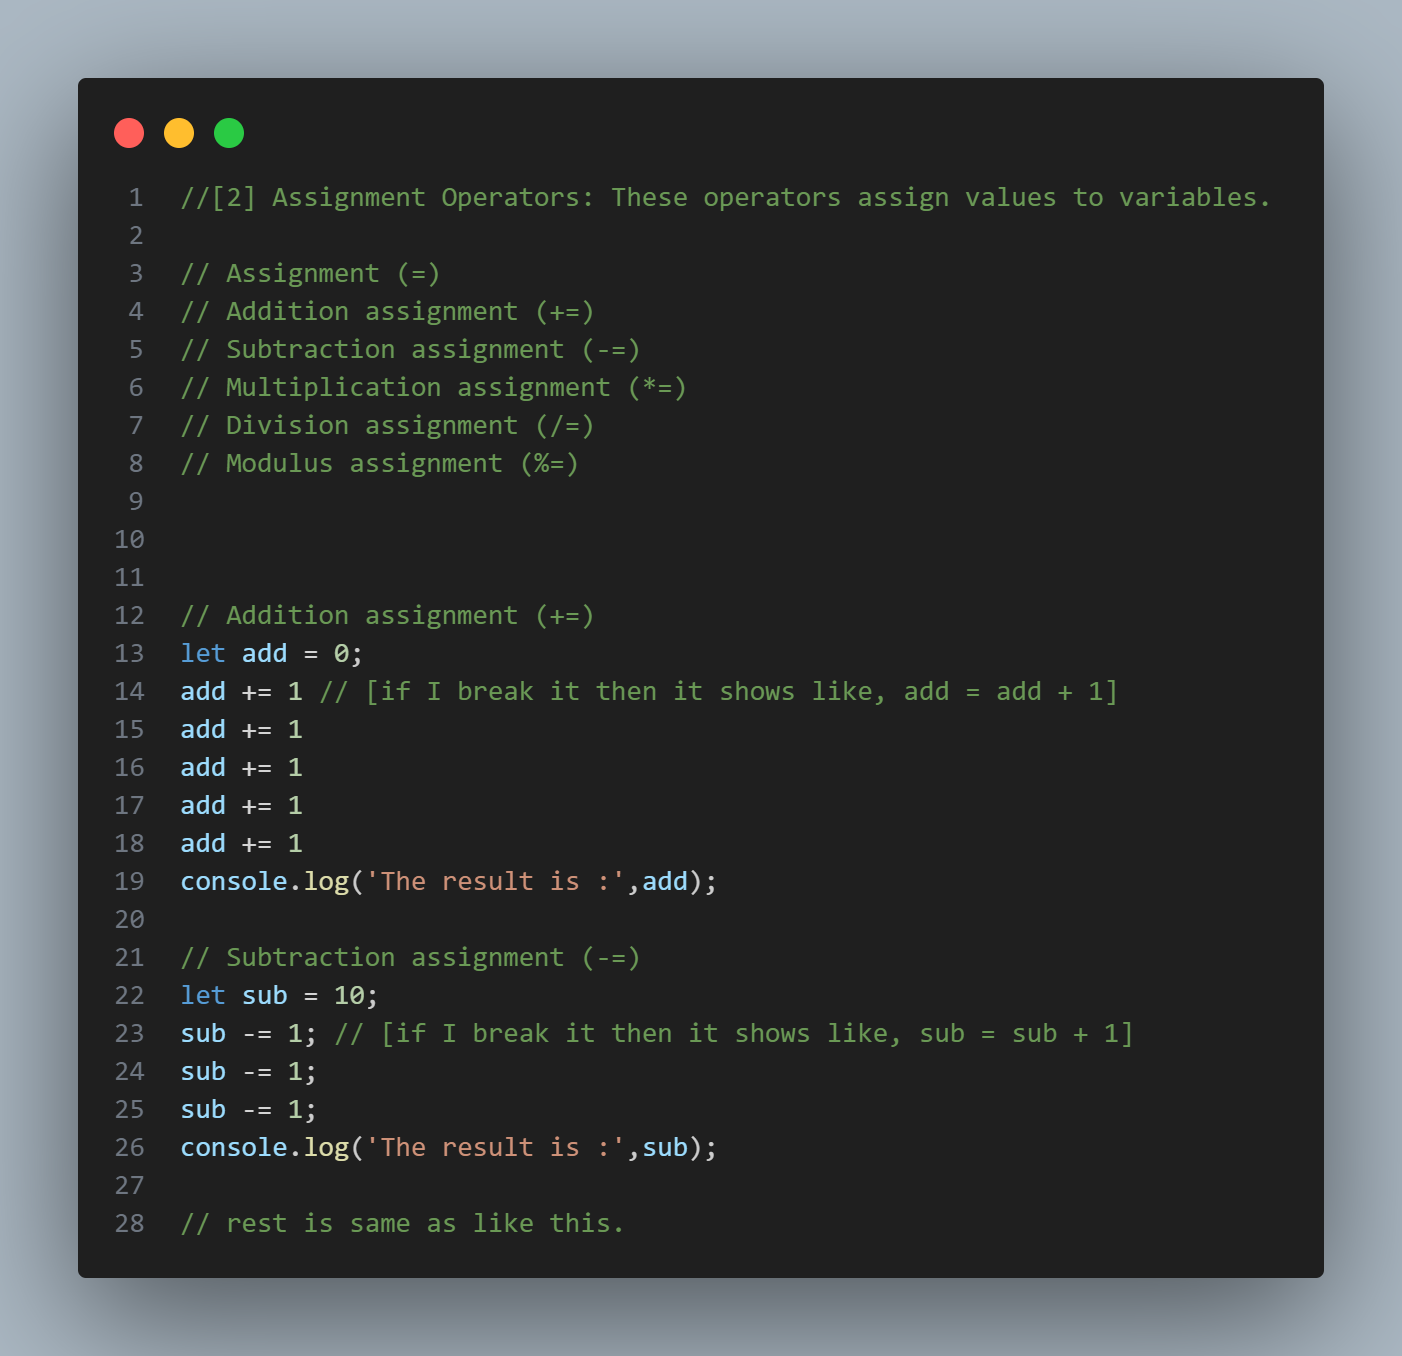 1 //[2] Assignment Operators: These operators assign values to variables.
2
3 // Assignment (=)
4 // Addition assignment (+=)
5 // Subtraction assignment (-=)
6 // Multiplication assignment (*=)
7 // Division assignment (/=)
8 // Modulus assignment (%=)
9
10
11
12 // Addition assignment (+=)
13 let add = 0;
14 add += 1 // [if I break it then it shows like, add = add + 1]
15 add += 1
16 add += 1
17 add += 1
18 add += 1
19 console.log('The result is :',add);
20
21 // Subtraction assignment (-=)
22 let sub = 10;
23 sub -= 1; // [if I break it then it shows like, sub = sub + 1]
24 sub -= 1;
25 sub -= 1;
26 console.log('The result is :',sub);
27
28 // rest is same as like this.